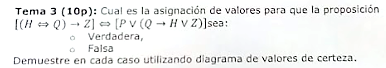 Tema 3 (10p): Cual es la asignación de valores para que la proposición
[(H ⇔ Q) → Z] ⇔ [P ∨ (Q → H ∨ Z)]sea:
o Verdadera,
o Falsa
Demuestre en cada caso utilizando diagrama de valores de certeza.